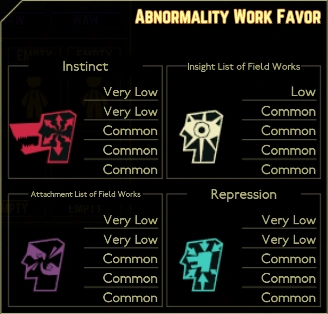 ABNORMALITY WORK FAVOR
Instinct
Very Low
Very Low
Common
Common
Common
Insight List of Field Works
Low
Common
Common
Common
Common
Attachment List of Field Works
Very Low
Very Low
Common
Common
Common
Repression
Very Low
Very Low
Common
Common
Common